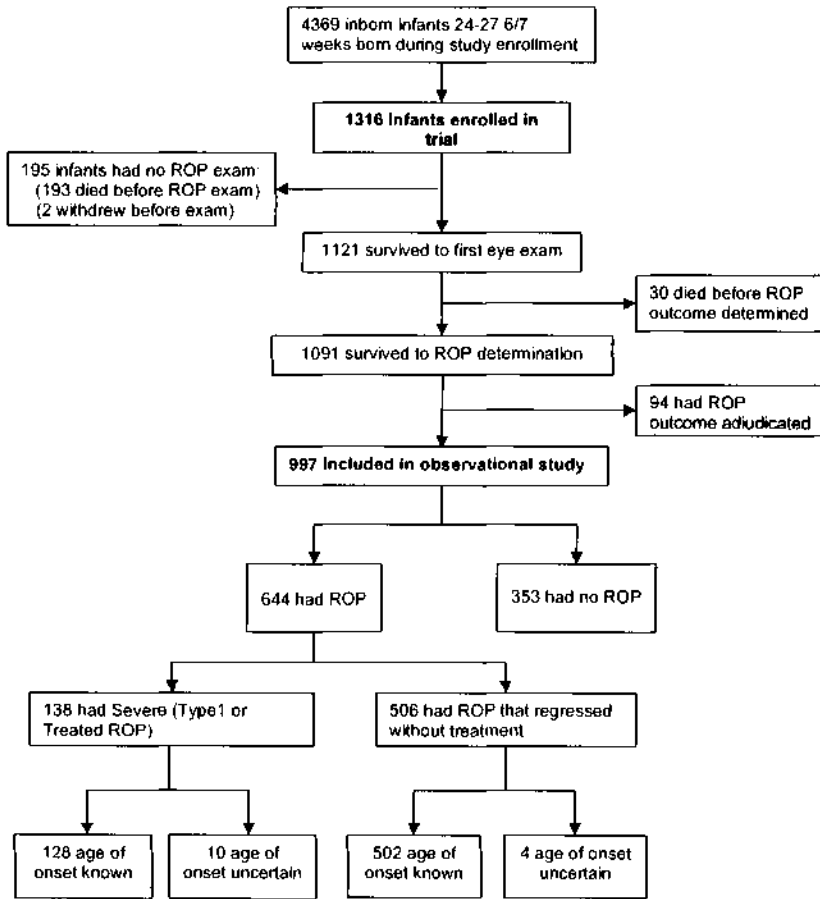 4369 inborn infants 24-27 6/7
weeks born during study enrollment
1316 Infants enrolled in
trial
195 infants had no ROP exam:
(193 died before ROP exam)
(2 withdrew before exam)
1121 survived to first eye exam
30 died before ROP
outcome determined
1091 survived to ROP determination
94 had ROP
outcome adjudicated
997 Included in observational study
644 had ROP
353 had no ROP
138 had Severe (Type1 or
Treated ROP)
506 had ROP that regressed
without treatment
128 age of
onset known
10 age of
onset uncertain
502 age of
onset known
4 age of onset
uncertain